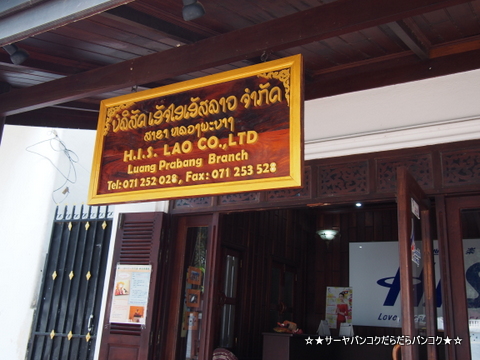 ບໍລິສັດ ເອັຈໄອເອັສລາວ ຈຳກັດ
ສາຂາ ຫລວງພະບາງ
H.I.S. LAO CO.,LTD
Luang Prabang Branch
Tel: 071 252 028, Fax: 071 253 528
HIS
Love
☆★サーヤバンコクだらだらバンコク★☆